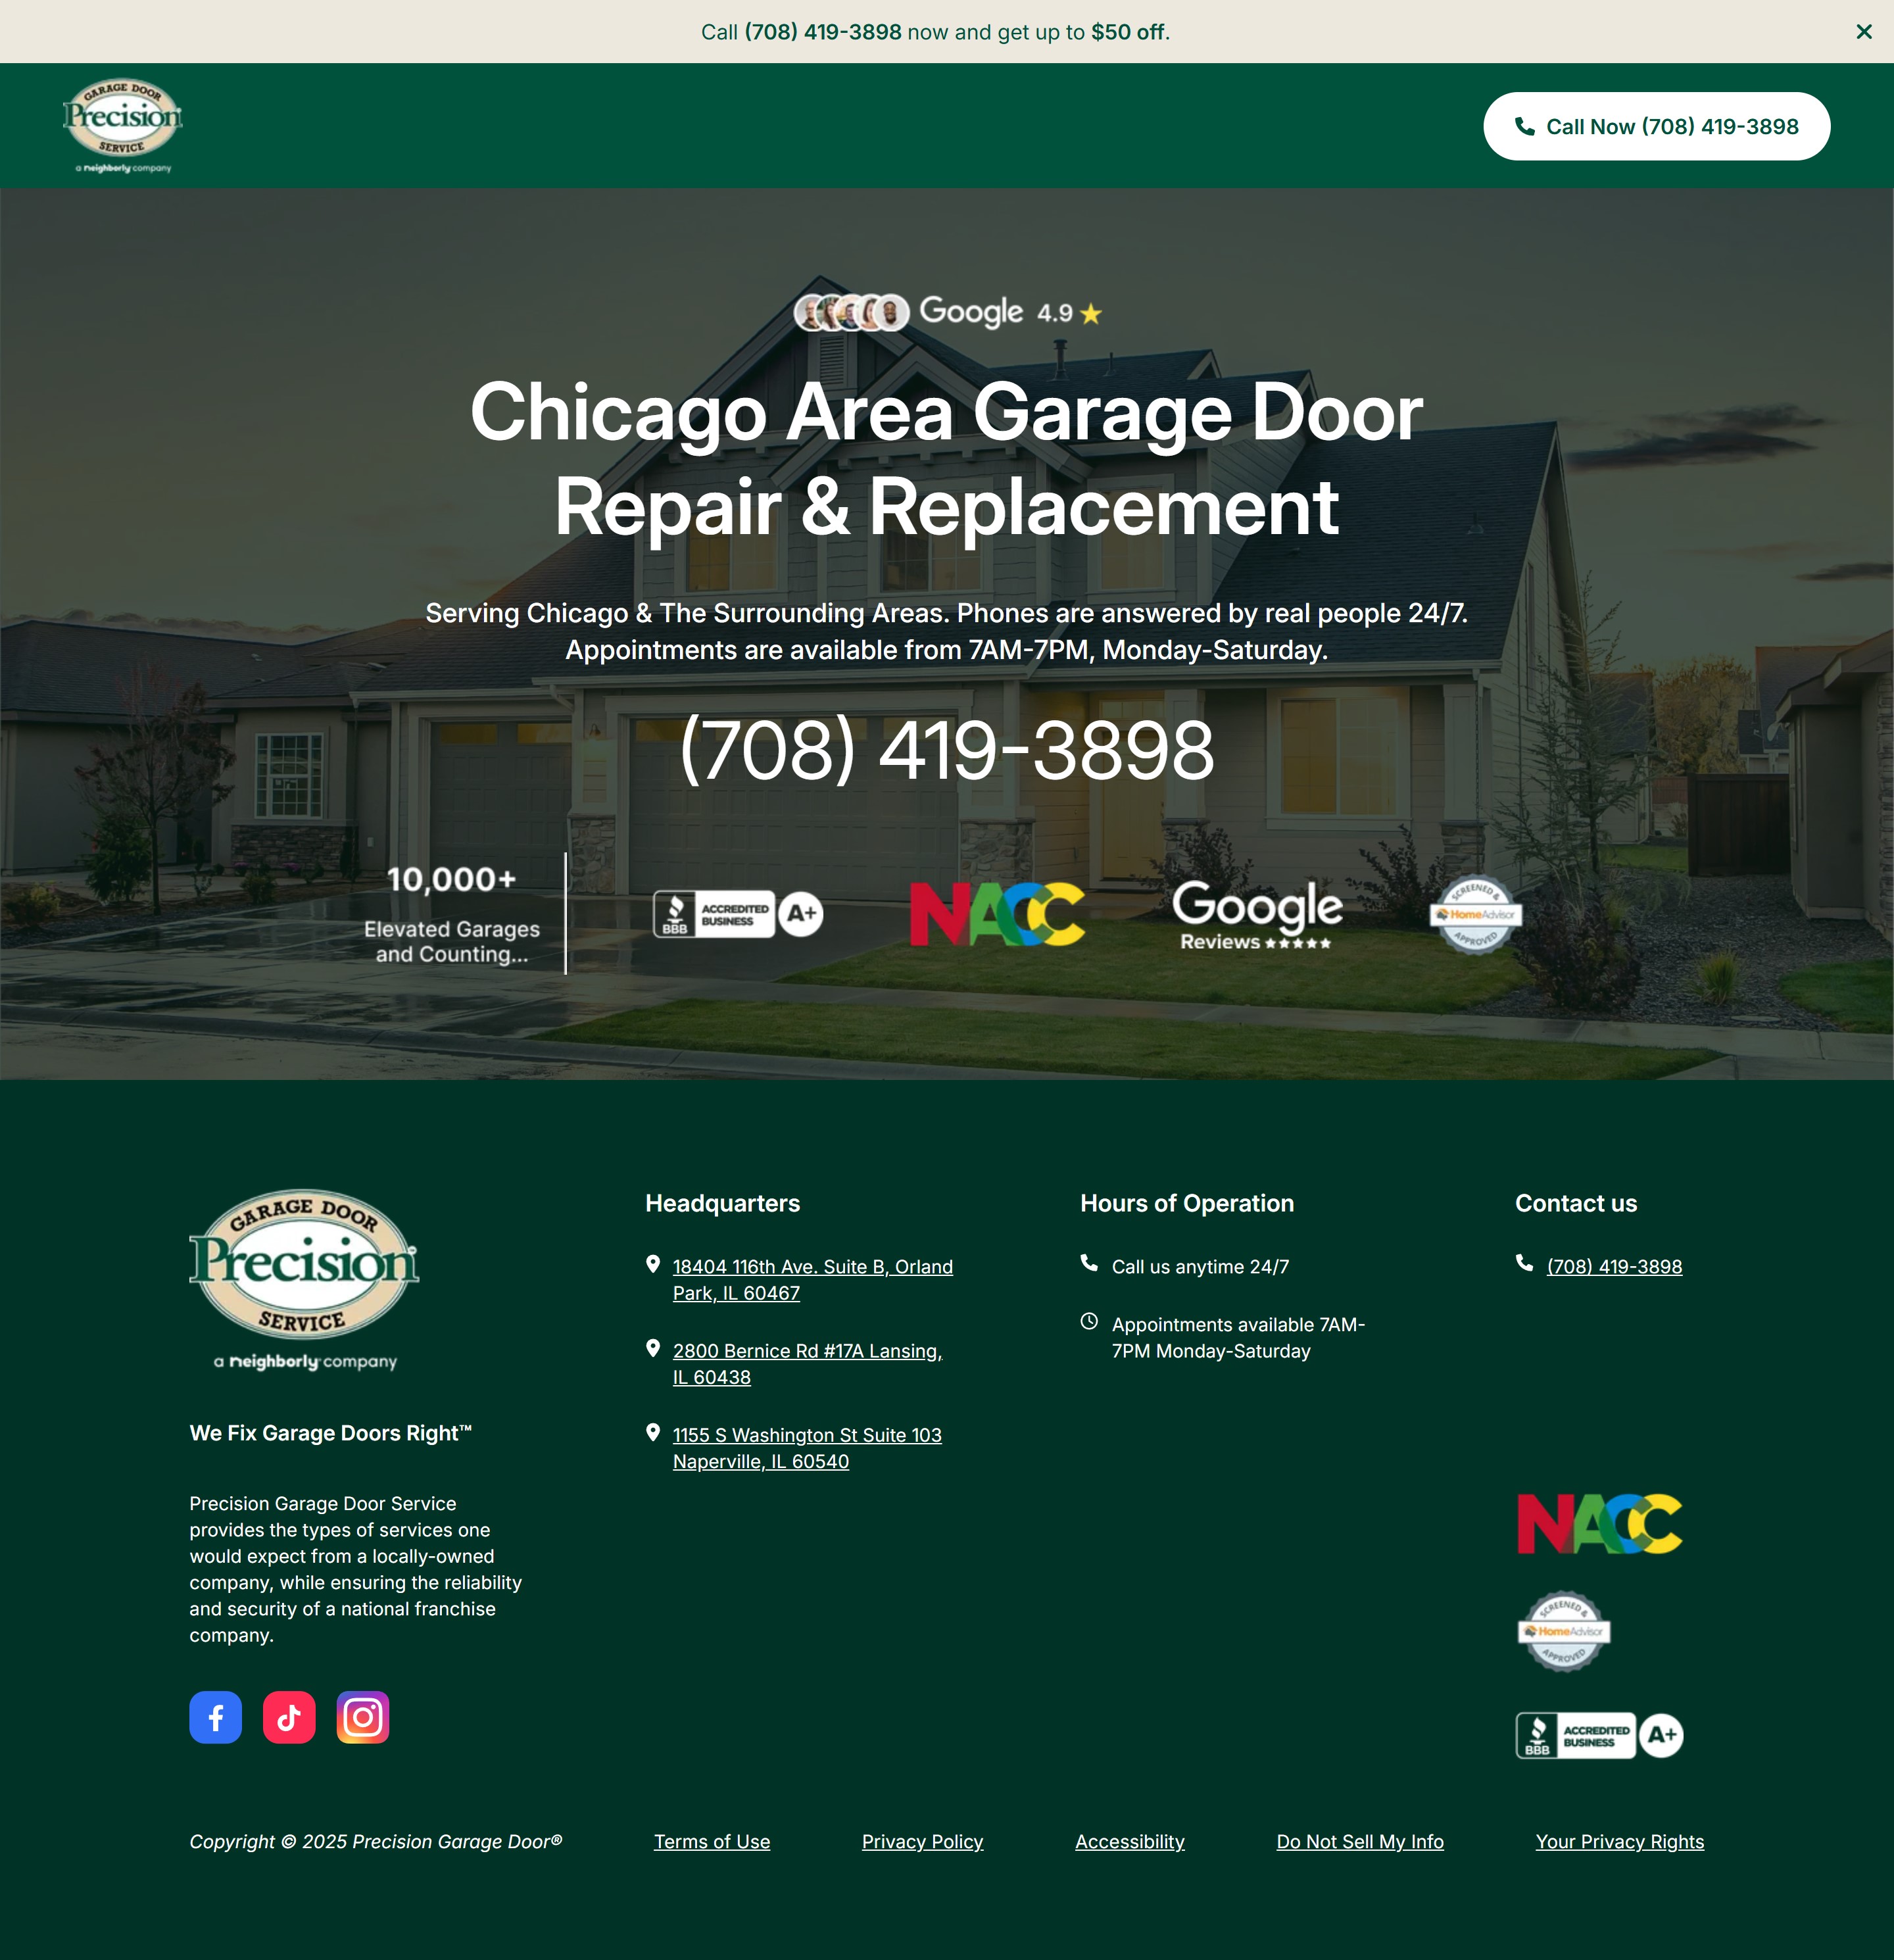 Call (708) 419-3898 now and get up to $50 off.
GARAGE DOOR
Precision
SERVICE
a neighborly company
Call Now (708) 419-3898
Google 4.9
Chicago Area Garage Door
Repair & Replacement
Serving Chicago & The Surrounding Areas. Phones are answered by real people 24/7.
Appointments are available from 7AM-7PM, Monday-Saturday.
(708) 419-3898
10,000+
Elevated Garages
and Counting...
BBB
ACCREDITED
BUSINESS
A+
NACC
Google
Reviews
SCREENED &
HomeAdvisor
APPROVED
GARAGE DOOR
Precision
SERVICE
a neighborly company
We Fix Garage Doors Right™
Precision Garage Door Service
provides the types of services one
would expect from a locally-owned
company, while ensuring the reliability
and security of a national franchise
company.
Headquarters
18404 116th Ave. Suite B, Orland
Park, IL 60467
2800 Bernice Rd #17A Lansing,
IL 60438
1155 S Washington St Suite 103
Naperville, IL 60540
Hours of Operation
Call us anytime 24/7
Appointments available 7AM-
7PM Monday-Saturday
Contact us
(708) 419-3898
NACC
SCREENED &
HomeAdvisor
APPROVED
BBB
ACCREDITED
BUSINESS
A+
Copyright © 2025 Precision Garage Door®
Terms of Use
Privacy Policy
Accessibility
Do Not Sell My Info
Your Privacy Rights